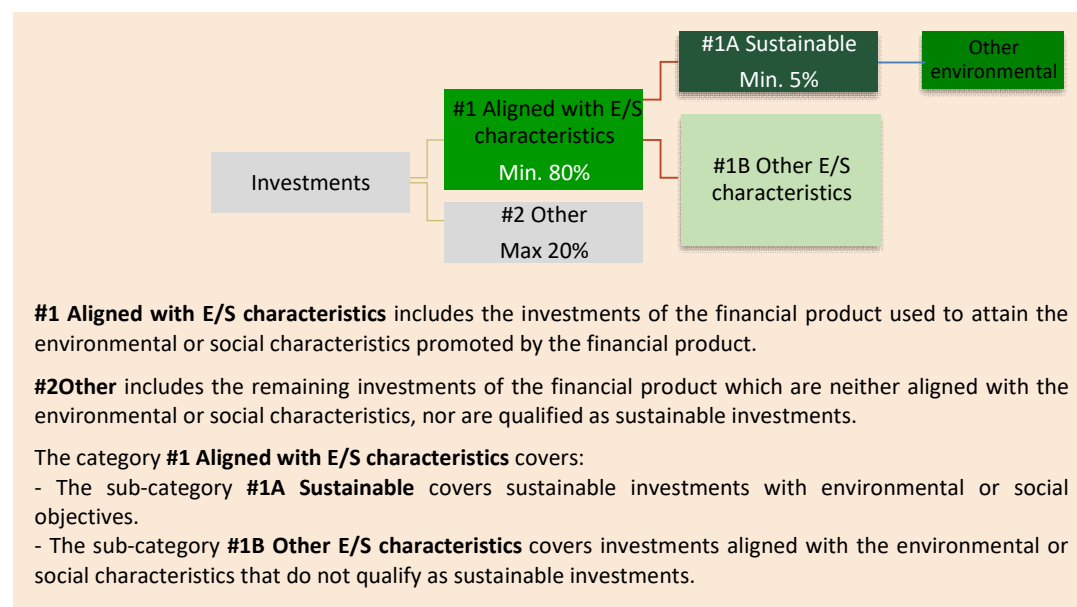 #1A Sustainable
Min. 5%
Other
environmental
#1 Aligned with E/S
characteristics
Min. 80%
#1B Other E/S
characteristics
Investments
#2 Other
Max 20%
#1 Aligned with E/S characteristics includes the investments of the financial product used to attain the
environmental or social characteristics promoted by the financial product.
#2Other includes the remaining investments of the financial product which are neither aligned with the
environmental or social characteristics, nor are qualified as sustainable investments.
The category #1 Aligned with E/S characteristics covers:
- The sub-category #1A Sustainable covers sustainable investments with environmental or social
objectives.
- The sub-category #1B Other E/S characteristics covers investments aligned with the environmental or
social characteristics that do not qualify as sustainable investments.